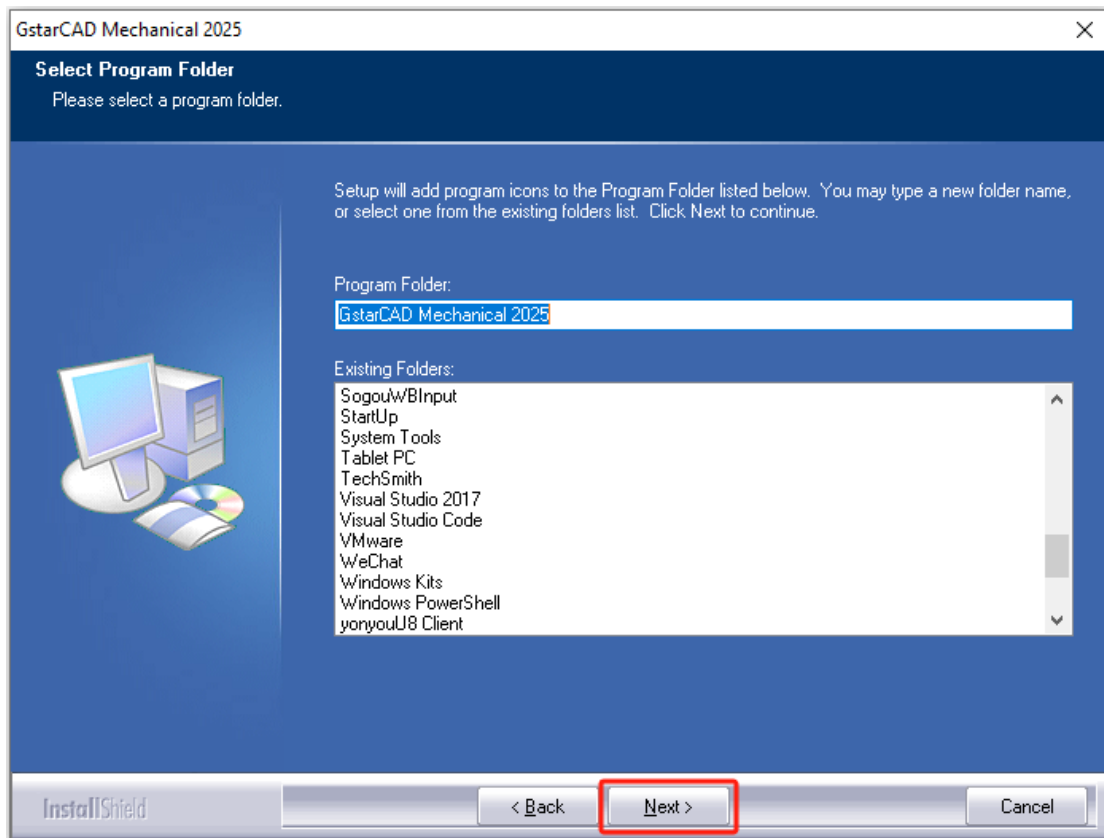 GstarCAD Mechanical 2025
Select Program Folder
Please select a program folder.
Setup will add program icons to the Program Folder listed below.  You may type a new folder name,
or select one from the existing folders list.  Click Next to continue.
Program Folder:
GstarCAD Mechanical 2025
Existing Folders:
SogouWBInput
StartUp
System Tools
Tablet PC
TechSmith
Visual Studio 2017
Visual Studio Code
VMware
WeChat
Windows Kits
Windows PowerShell
yonyouU8 Client
InstallShield
< Back
Next >
Cancel